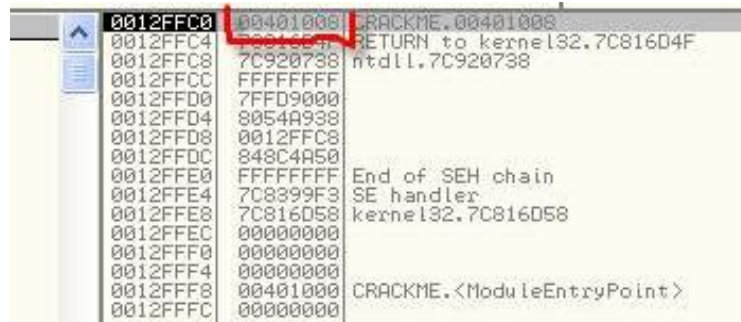 0012FFC0 00401008 CRACKME.00401008
0012FFC4 7C816D4F RETURN to kernel32.7C816D4F
0012FFC8 7C920738 ntdll.7C920738
0012FFCC FFFFFFFF
0012FFD0 7FFD9000
0012FFD4 8054A938
0012FFD8 0012FFC8
0012FFDC 848C4A50
0012FFE0 FFFFFFFF End of SEH chain
0012FFE4 7C8399F3 SE handler
0012FFE8 7C816D58 kernel32.7C816D58
0012FFEC 00000000
0012FFF0 00000000
0012FFF4 00000000
0012FFF8 00401000 CRACKME.<ModuleEntryPoint>
0012FFFC 00000000